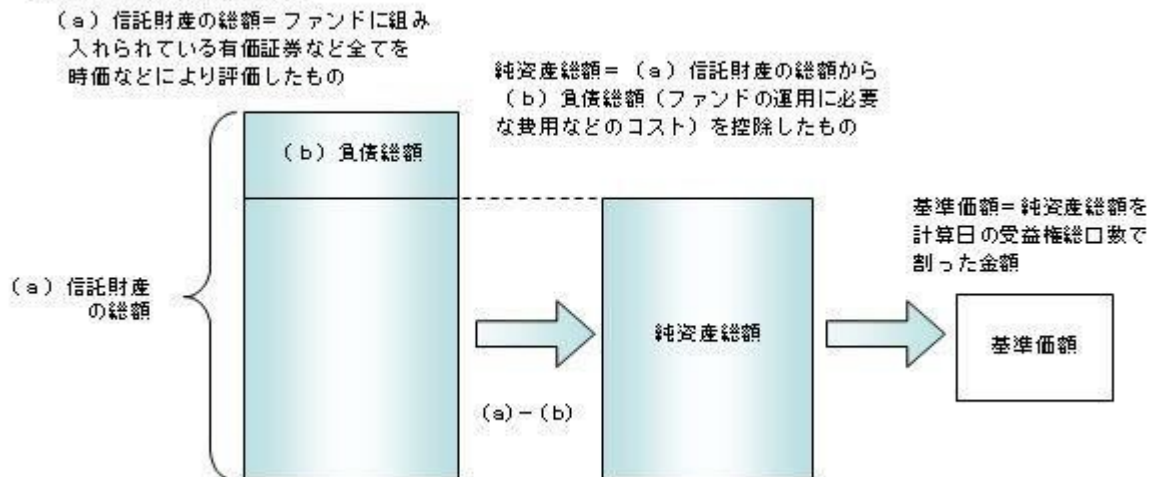 (a)信託財産の総額=ファンドに組み
入れられている有価証券など全てを
時価などにより評価したもの
純資産総額=(a)信託財産の総額から
(b)負債総額(ファンドの運用に必要
な費用などのコスト)を控除したもの
(b)負債総額
基準価額=純資産総額を
計算日の受益権総口数で
割った金額
(a)信託財産
の総額
純資産総額
基準価額
(a)-(b)